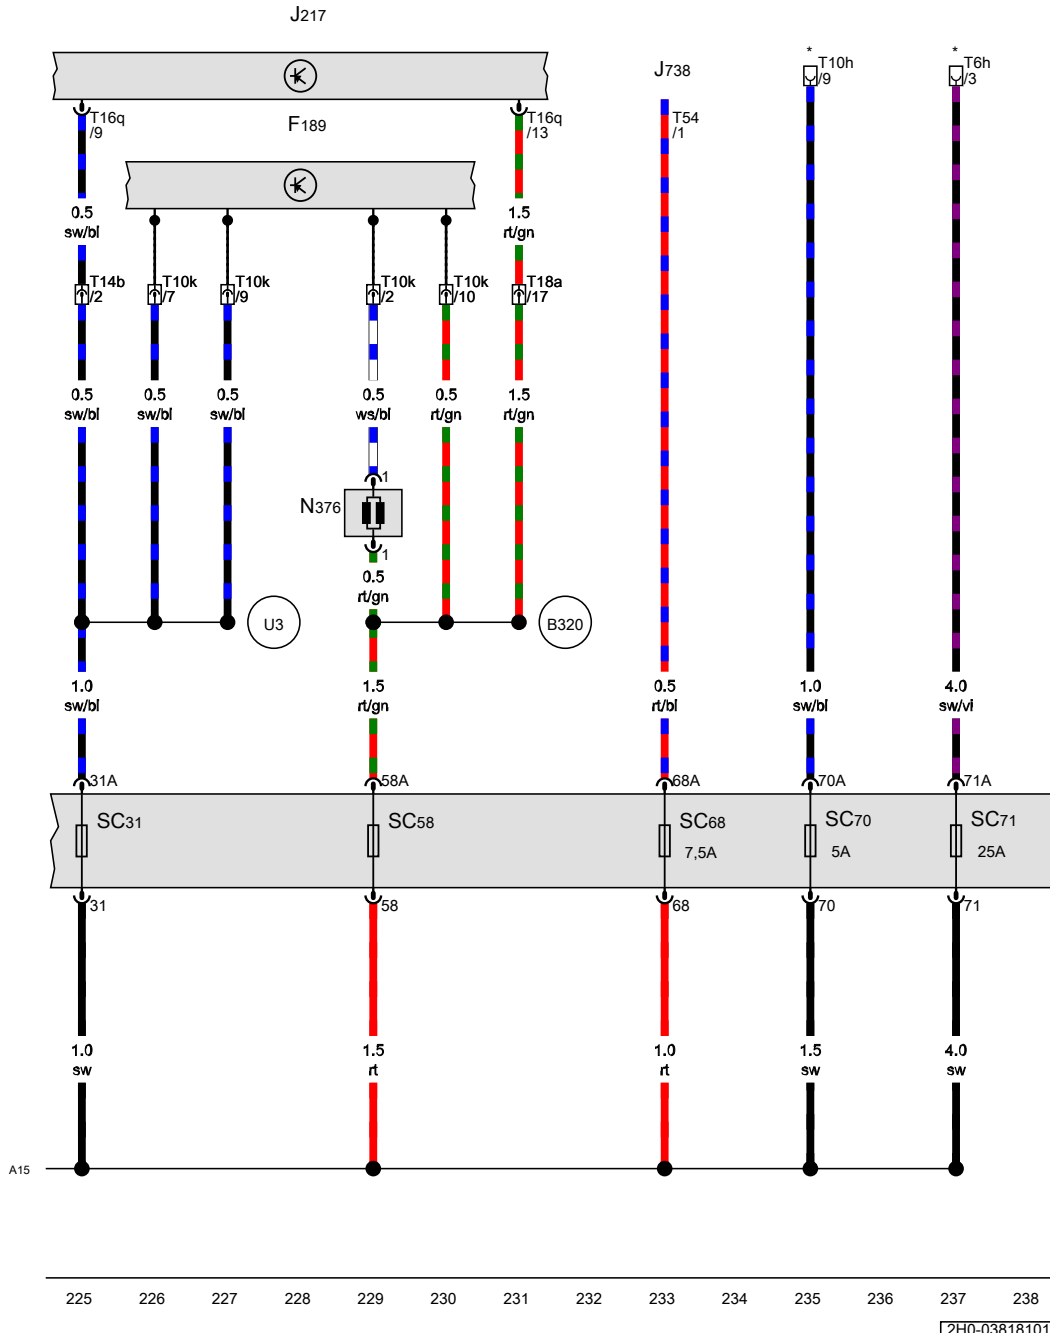 J217
*
*
T10h
/9
T6h
/3
J738
T16q
/9
F189
T16q
/13
T54
/1
0.5
sw/bl
1.5
rt/gn
T14b
/2
T10k
/7
T10k
/9
T10k
/2
T10k
/10
T18a
/17
0.5
sw/bl
0.5
sw/bl
0.5
sw/bl
0.5
ws/bl
0.5
rt/gn
1.5
rt/gn
1
N376
1
0.5
rt/gn
U3
B320
1.0
sw/bl
1.5
rt/gn
0.5
rt/bl
1.0
sw/bl
4.0
sw/vi
31A
58A
68A
70A
71A
SC31
SC58
SC68
7,5A
SC70
5A
SC71
25A
31
58
68
70
71
1.0
sw
1.5
rt
1.0
rt
1.5
sw
4.0
sw
A15
225 226 227 228 229 230 231 232 233 234 235 236 237 238
2H0-03818101